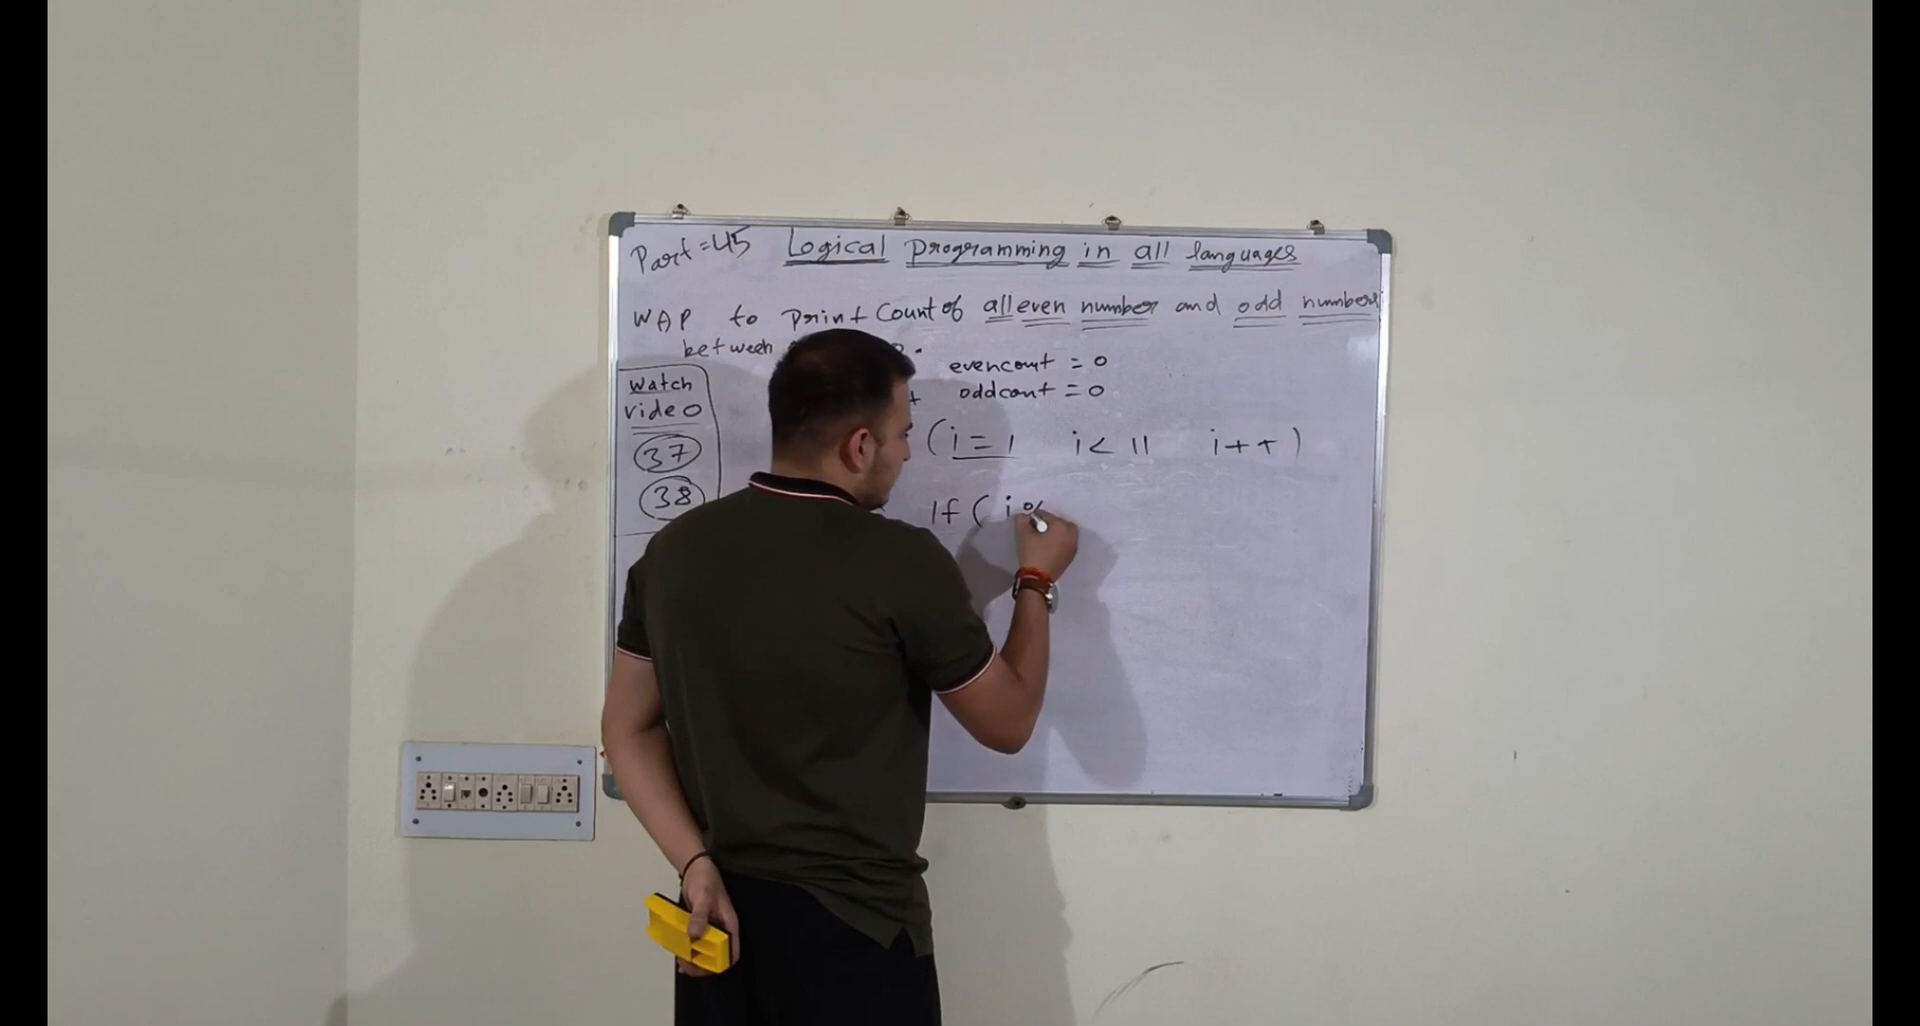 Part = 45 Logical Programming in all languages
WAP to print Count of all even number and odd numbers
between
evencount = 0
oddcount = 0
Watch
video
37
38
(i = 1 i < 11 i++)
If ( i %